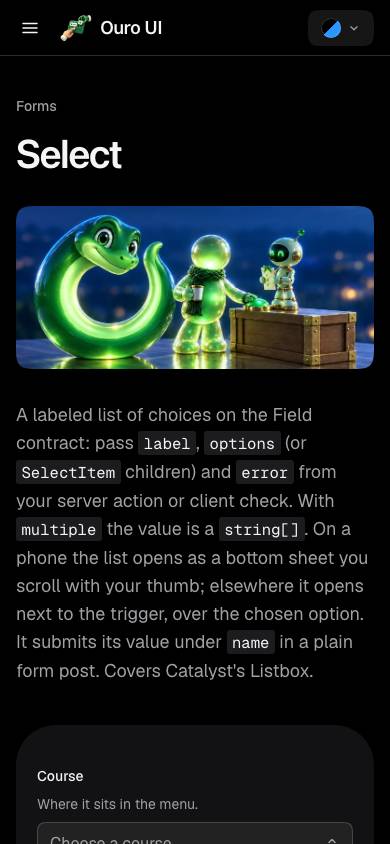 Ouro UI
Forms
Select
A labeled list of choices on the Field
contract: pass label, options (or
SelectItem children) and error from
your server action or client check. With
multiple the value is a string[]. On a
phone the list opens as a bottom sheet you
scroll with your thumb; elsewhere it opens
next to the trigger, over the chosen option.
It submits its value under name in a plain
form post. Covers Catalyst's Listbox.
Course
Where it sits in the menu.
Choose a course